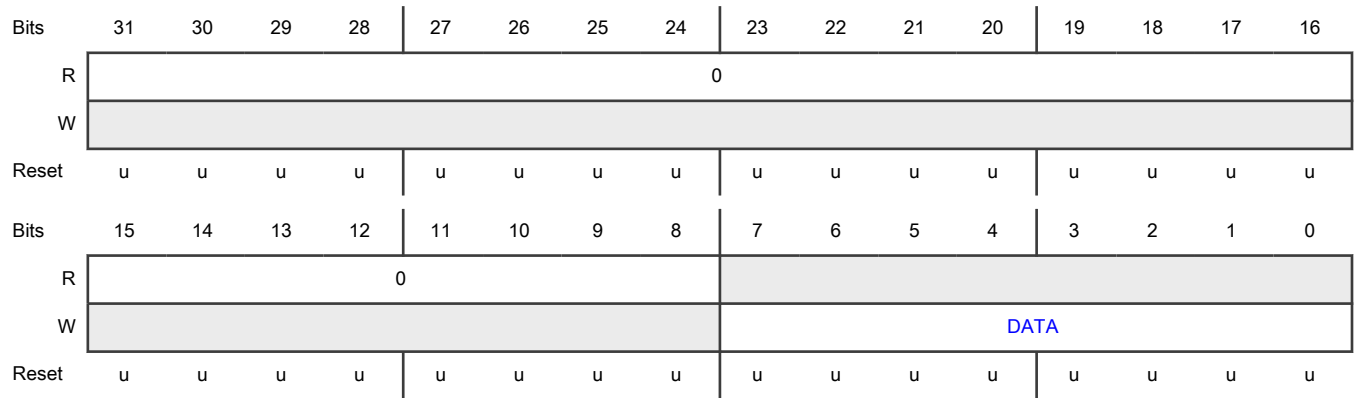 Bits 31 30 29 28 27 26 25 24 23 22 21 20 19 18 17 16
R 0
W
Reset u u u u u u u u u u u u u u u u
Bits 15 14 13 12 11 10 9 8 7 6 5 4 3 2 1 0
R 0
W DATA
Reset u u u u u u u u u u u u u u u u